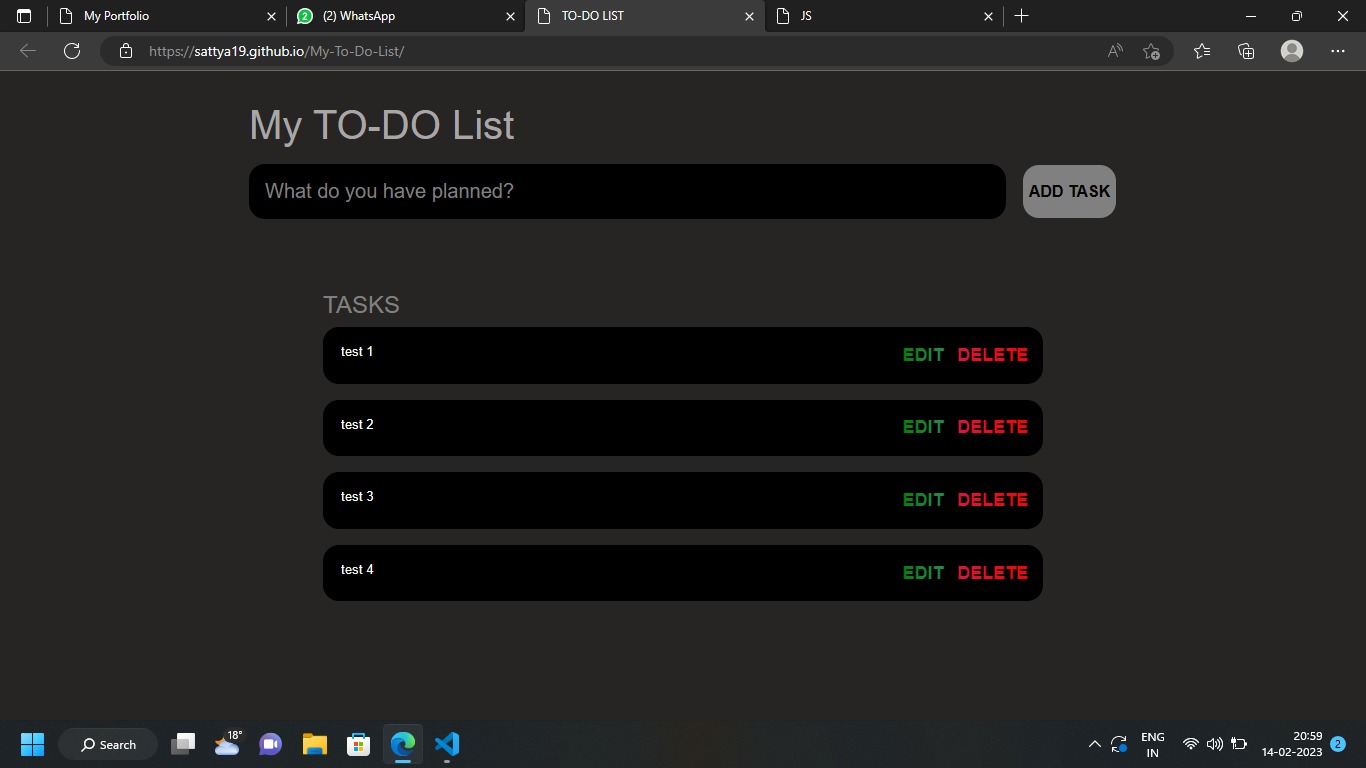 My Portfolio
(2) WhatsApp
TO-DO LIST
JS
https://sattya19.github.io/My-To-Do-List/
My TO-DO List
What do you have planned?
ADD TASK
TASKS
test 1 EDIT DELETE
test 2 EDIT DELETE
test 3 EDIT DELETE
test 4 EDIT DELETE
18°
Search
ENG
IN
20:59
14-02-2023
2